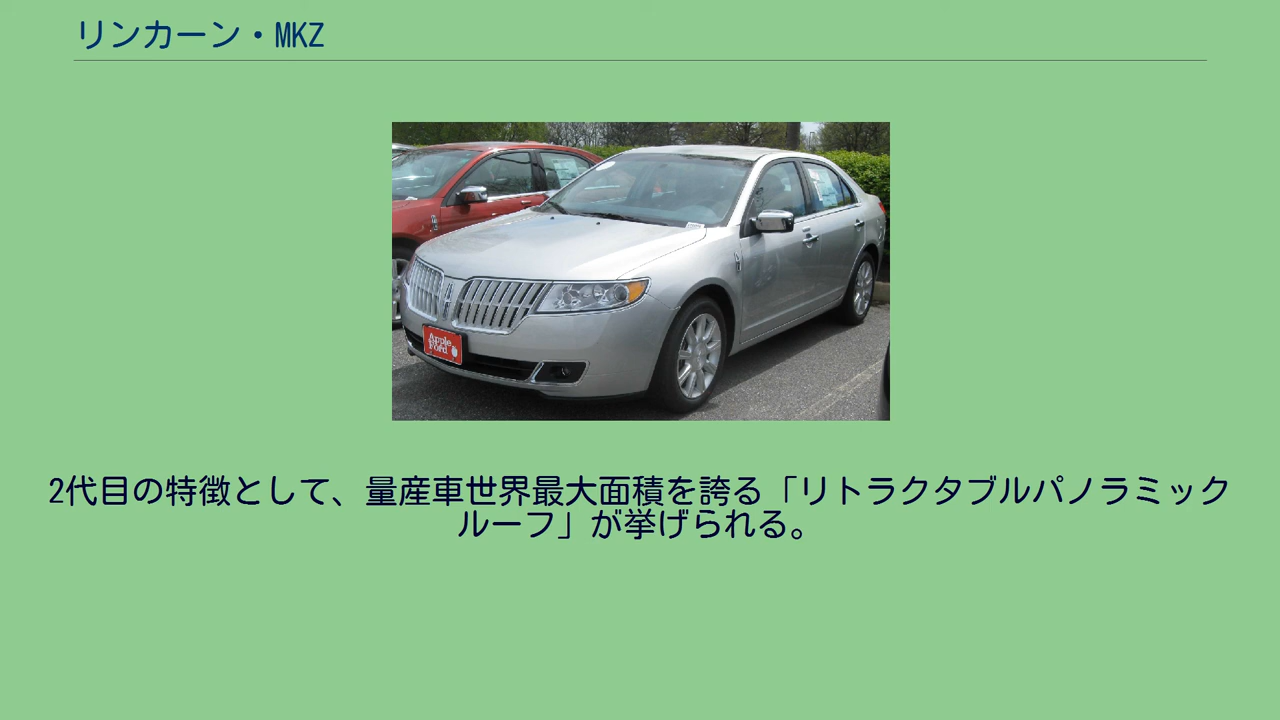 リンカーン・MKZ
Apple
Ford
2代目の特徴として、量産車世界最大面積を誇る「リトラクタブルパノラミック
ルーフ」が挙げられる。